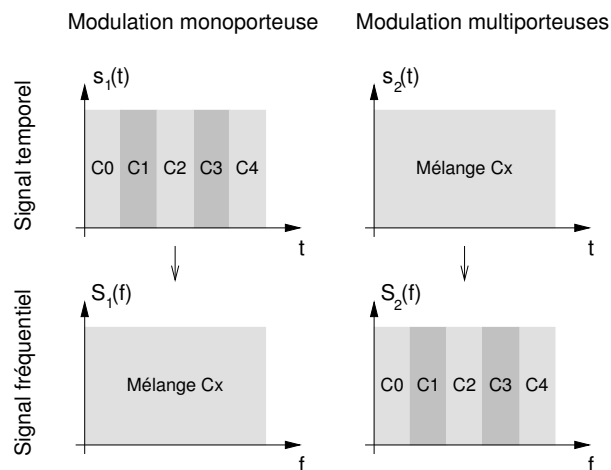 Modulation monoporteuse
Modulation multiporteuses
Signal temporel
s1(t)
C0 C1 C2 C3 C4
t
s2(t)
Mélange Cx
t
Signal fréquentiel
S1(f)
Mélange Cx
f
S2(f)
C0 C1 C2 C3 C4
f